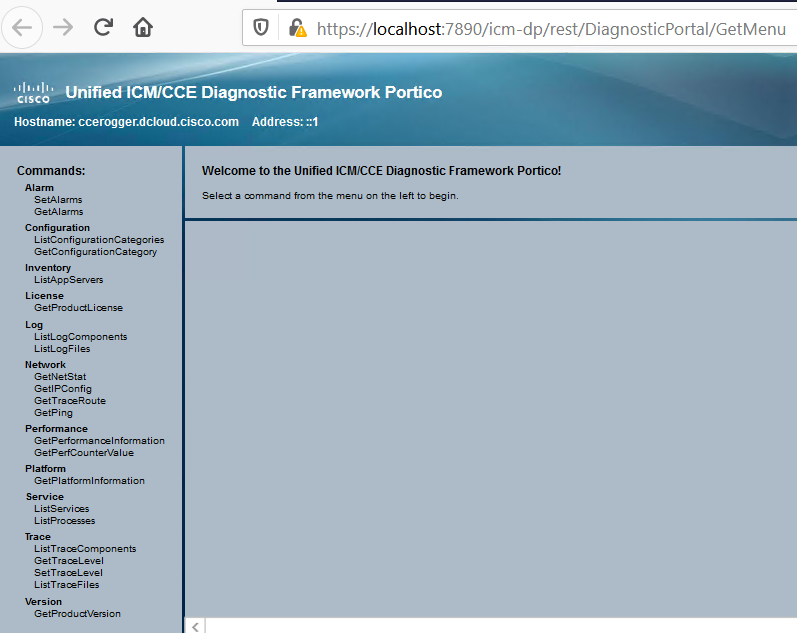 https://localhost:7890/icm-dp/rest/DiagnosticPortal/GetMenu
CISCO
Unified ICM/CCE Diagnostic Framework Portico
Hostname: ccerogger.dcloud.cisco.com Address: ::1
Commands:
Alarm
SetAlarms
GetAlarms
Configuration
ListConfigurationCategories
GetConfigurationCategory
Inventory
ListAppServers
License
GetProductLicense
Log
ListLogComponents
ListLogFiles
Network
GetNetStat
GetIPConfig
GetTraceRoute
GetPing
Performance
GetPerformanceInformation
GetPerfCounterValue
Platform
GetPlatformInformation
Service
ListServices
ListProcesses
Trace
ListTraceComponents
GetTraceLevel
SetTraceLevel
ListTraceFiles
Version
GetProductVersion
Welcome to the Unified ICM/CCE Diagnostic Framework Portico!
Select a command from the menu on the left to begin.